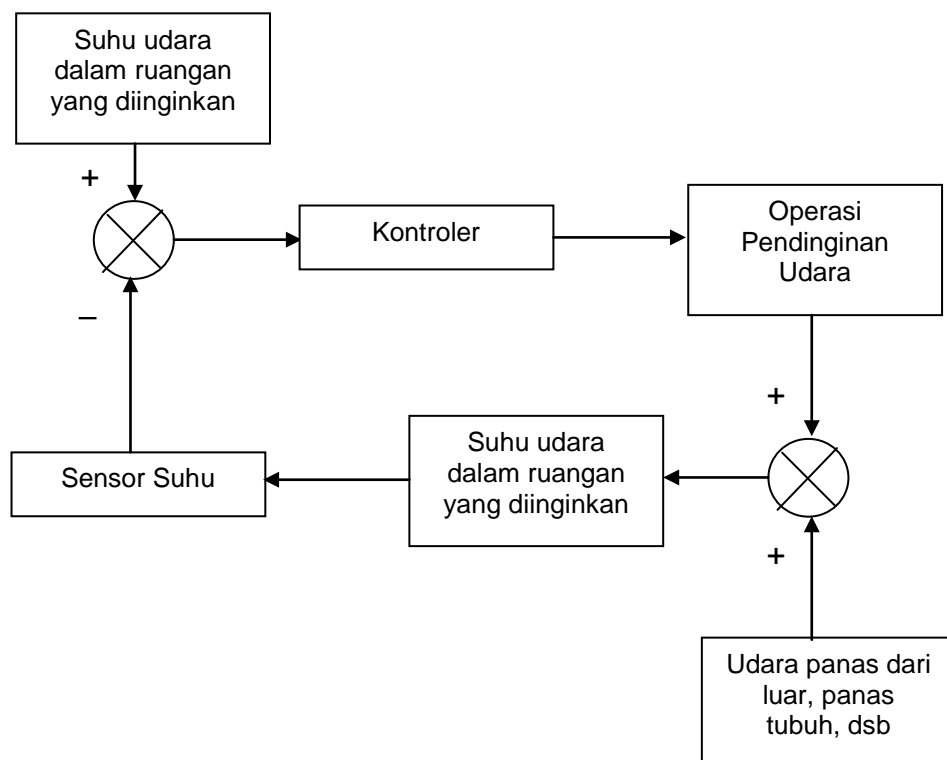 Suhu udara
dalam ruangan
yang diinginkan
+
Kontroler
Operasi
Pendinginan
Udara
–
+
Suhu udara
dalam ruangan
yang diinginkan
Sensor Suhu
+
Udara panas dari
luar, panas
tubuh, dsb